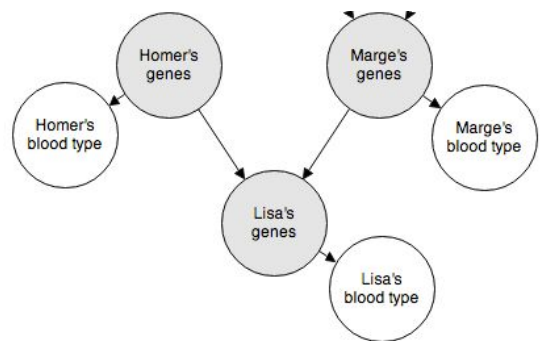 Homer's
genes
Marge's
genes
Homer's
blood type
Marge's
blood type
Lisa's
genes
Lisa's
blood type